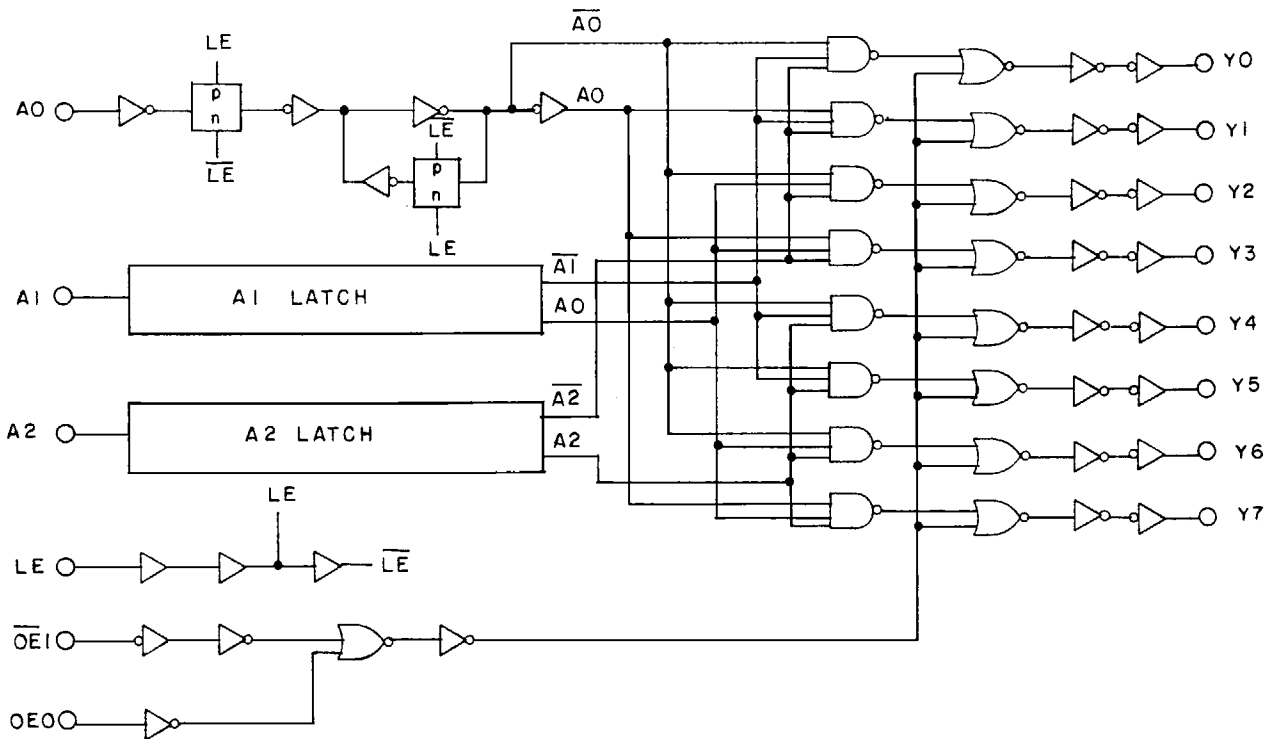 A0
LE
p
n
LE
LE
p
n
LE
A0
A0
A1
A1 LATCH
A1
A0
A2
A2 LATCH
A2
A2
LE
LE
LE
OE1
OE0
Y0
Y1
Y2
Y3
Y4
Y5
Y6
Y7